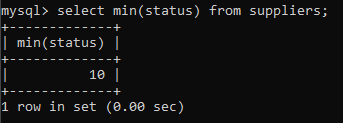 mysql> select min(status) from suppliers;
+-------------+
| min(status) |
+-------------+
|          10 |
+-------------+
1 row in set (0.00 sec)